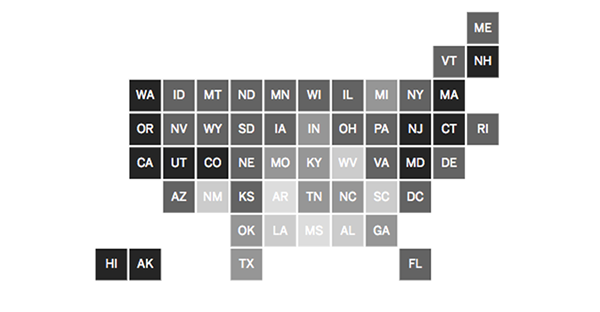 ME
VT NH
WA ID MT ND MN WI IL MI NY MA
OR NV WY SD IA IN OH PA NJ CT RI
CA UT CO NE MO KY WV VA MD DE
AZ NM KS AR TN NC SC DC
OK LA MS AL GA
HI AK TX FL